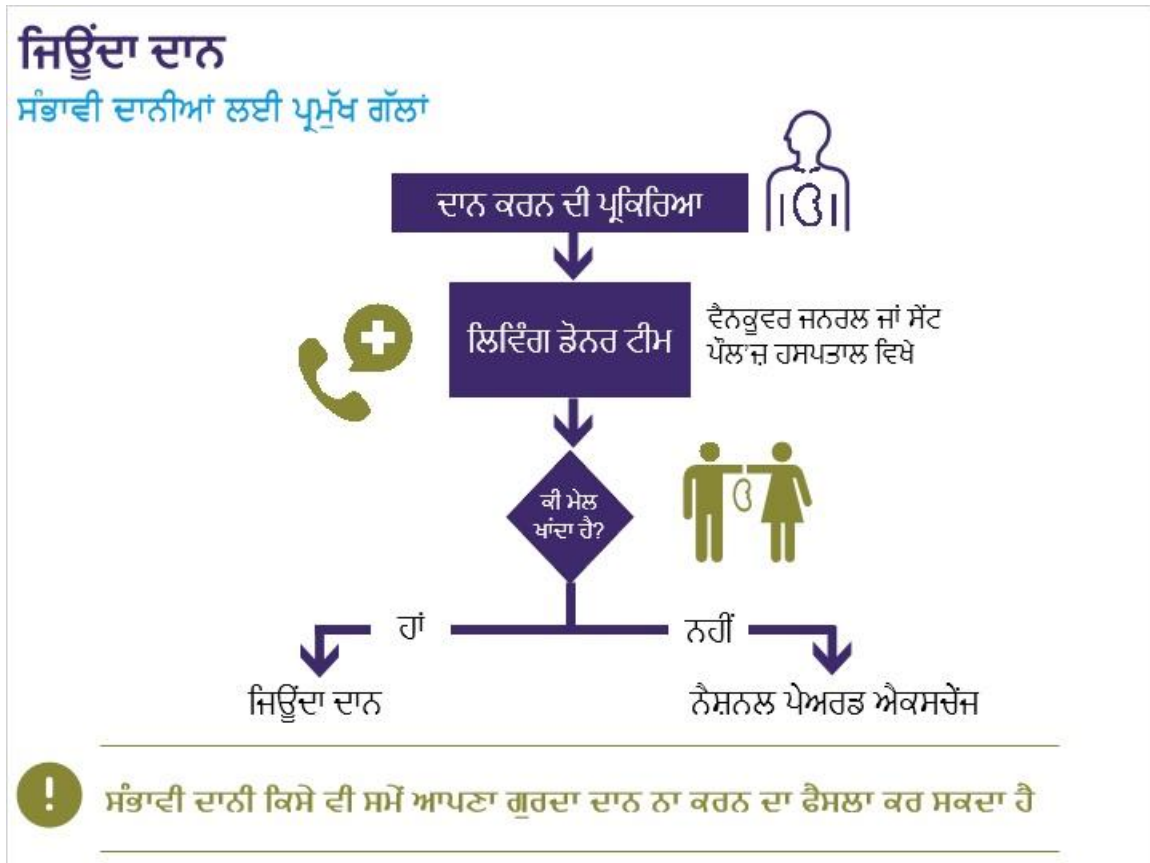 ਜਿਊਂਦਾ ਦਾਨ
ਸੰਭਾਵੀ ਦਾਨੀਆਂ ਲਈ ਪ੍ਰਮੁੱਖ ਗੱਲਾਂ
ਦਾਨ ਕਰਨ ਦੀ ਪ੍ਰਕਿਰਿਆ
ਲਿਵਿੰਗ ਡੋਨਰ ਟੀਮ
ਵੈਨਕੂਵਰ ਜਨਰਲ ਜਾਂ ਸੇਂਟ
ਪੌਲ'ਜ਼ ਹਸਪਤਾਲ ਵਿਖੇ
ਕੀ ਮੇਲ
ਖਾਂਦਾ ਹੈ?
ਹਾਂ
ਨਹੀਂ
ਜਿਊਂਦਾ ਦਾਨ
ਨੈਸ਼ਨਲ ਪੇਅਰਡ ਐਕਸਚੇਂਜ
! ਸੰਭਾਵੀ ਦਾਨੀ ਕਿਸੇ ਵੀ ਸਮੇਂ ਆਪਣਾ ਗੁਰਦਾ ਦਾਨ ਨਾ ਕਰਨ ਦਾ ਫੈਸਲਾ ਕਰ ਸਕਦਾ ਹੈ